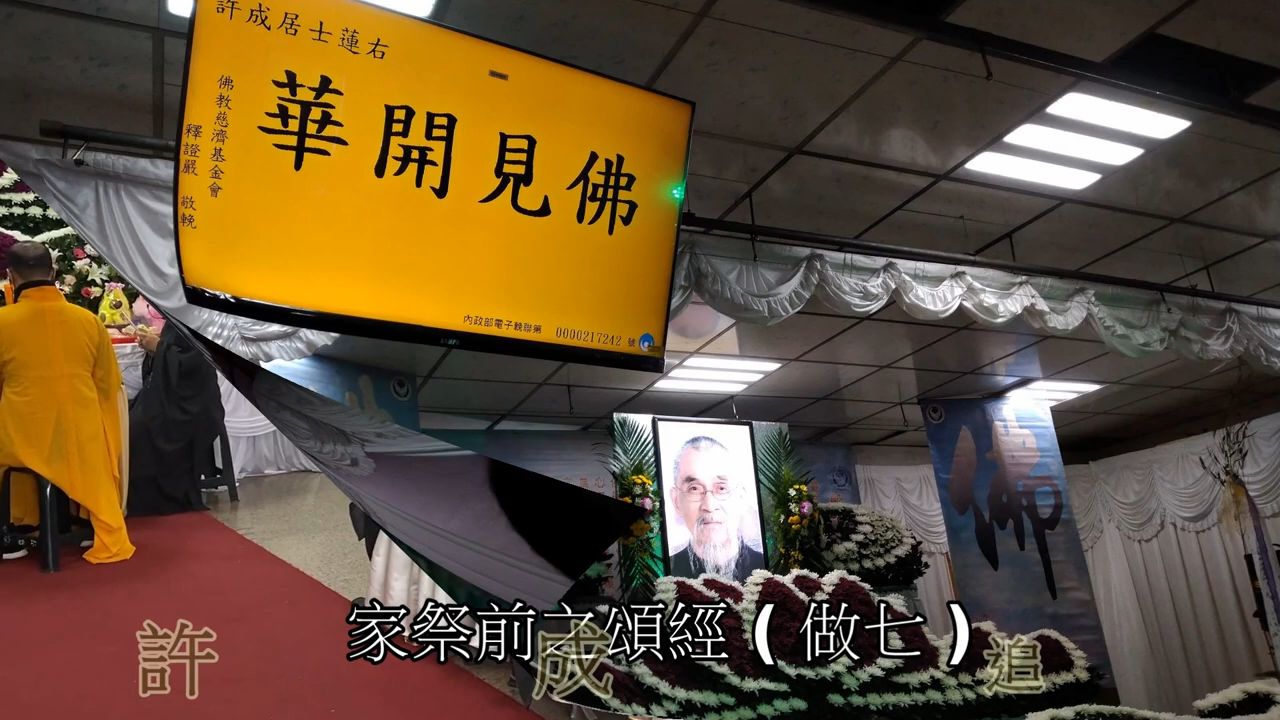 許成居士蓮右
華開見佛
佛教慈濟基金會
釋證嚴 敬輓
內政部電子輓聯第 0000217242 號
佛
家祭前之頌經(做七)
許 成 追